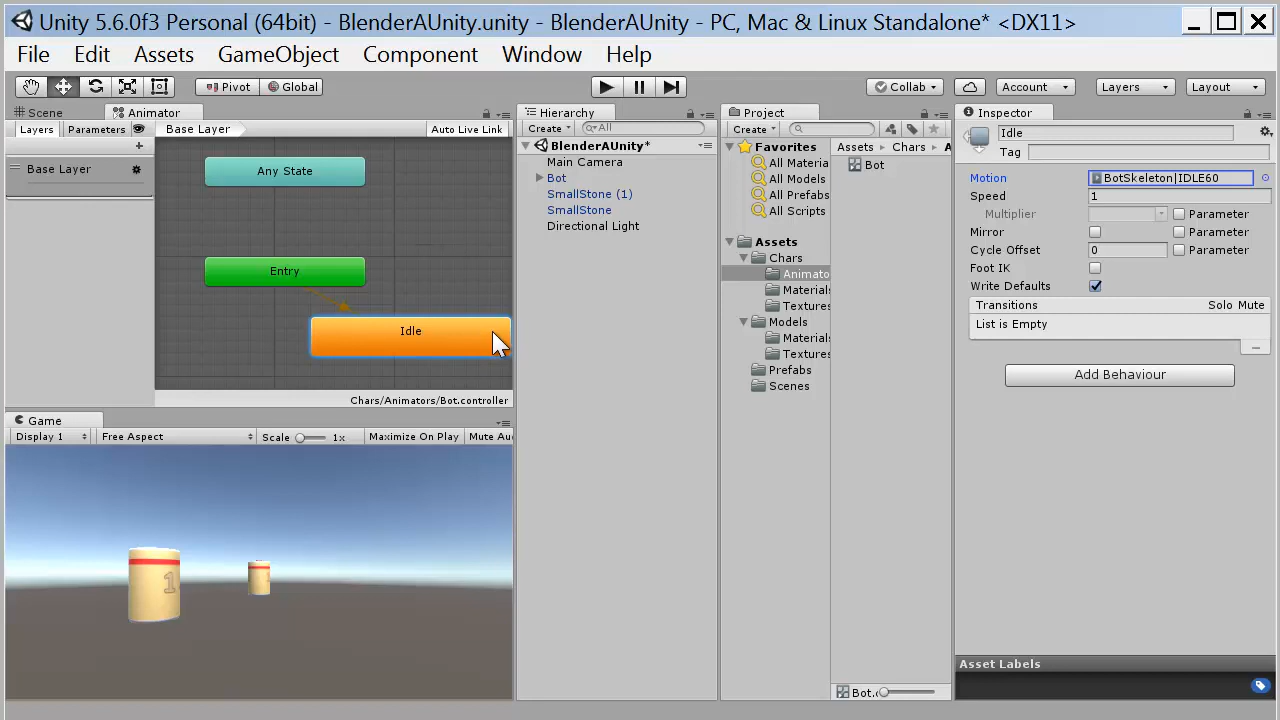 Unity 5.6.0f3 Personal (64bit) - BlenderAUnity.unity - BlenderAUnity - PC, Mac & Linux Standalone* <DX11>
File Edit Assets GameObject Component Window Help
Pivot Global Collab Account Layers Layout
Scene Animator
Layers Parameters Base Layer Auto Live Link
Base Layer
Any State
Entry
Idle
Chars/Animators/Bot.controller
Game
Display 1 Free Aspect Scale 1x Maximize On Play Mute Au
1
Hierarchy
Create All
BlenderAUnity*
Main Camera
Bot
SmallStone (1)
SmallStone
Directional Light
Project
Create
Favorites
All Materia
All Models
All Prefabs
All Scripts
Assets
Chars
Animato
Materials
Textures
Models
Materials
Textures
Prefabs
Scenes
Assets Chars A
Bot
Bot.c
Inspector
Idle
Tag
Motion BotSkeleton|IDLE60
Speed 1
Multiplier Parameter
Mirror Parameter
Cycle Offset 0 Parameter
Foot IK
Write Defaults
Transitions Solo Mute
List is Empty
Add Behaviour
Asset Labels